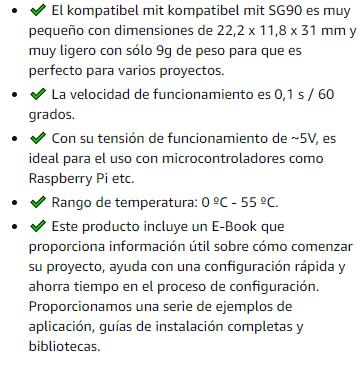 ✔ El kompatibel mit kompatibel mit SG90 es muy
pequeño con dimensiones de 22,2 x 11,8 x 31 mm y
muy ligero con sólo 9g de peso para que es
perfecto para varios proyectos.
✔ La velocidad de funcionamiento es 0,1 s / 60
grados.
✔ Con su tensión de funcionamiento de ~5V, es
ideal para el uso con microcontroladores como
Raspberry Pi etc.
✔ Rango de temperatura: 0 ºC - 55 ºC.
✔ Este producto incluye un E-Book que
proporciona información útil sobre cómo comenzar
su proyecto, ayuda con una configuración rápida y
ahorra tiempo en el proceso de configuración.
Proporcionamos una serie de ejemplos de
aplicación, guías de instalación completas y
bibliotecas.